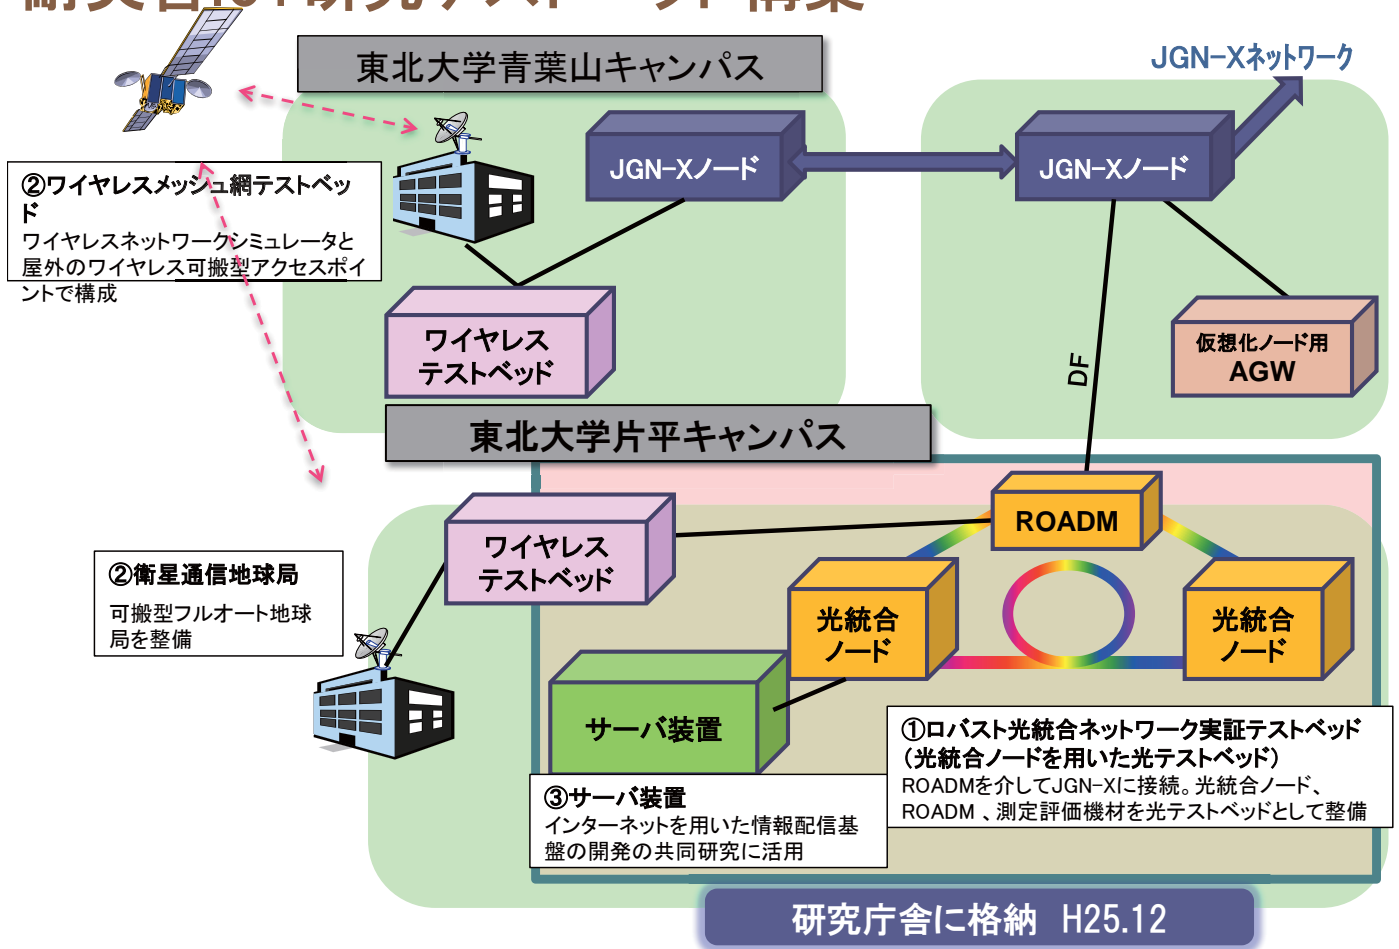 東北大学青葉山キャンパス
JGN-Xネットワーク
JGN-Xノード
JGN-Xノード
②ワイヤレスメッシュ網テストベッ
ド
ワイヤレスネットワークシミュレータと
屋外のワイヤレス可搬型アクセスポイ
ントで構成
ワイヤレス
テストベッド
仮想化ノード用
AGW
DF
東北大学片平キャンパス
ROADM
ワイヤレス
テストベッド
②衛星通信地球局
可搬型フルオート地球
局を整備
光統合
ノード
光統合
ノード
サーバ装置
①ロバスト光統合ネットワーク実証テストベッド
(光統合ノードを用いた光テストベッド)
ROADMを介してJGN-Xに接続。光統合ノード、
ROADM 、測定評価機材を光テストベッドとして整備
③サーバ装置
インターネットを用いた情報配信基
盤の開発の共同研究に活用
研究庁舎に格納 H25.12